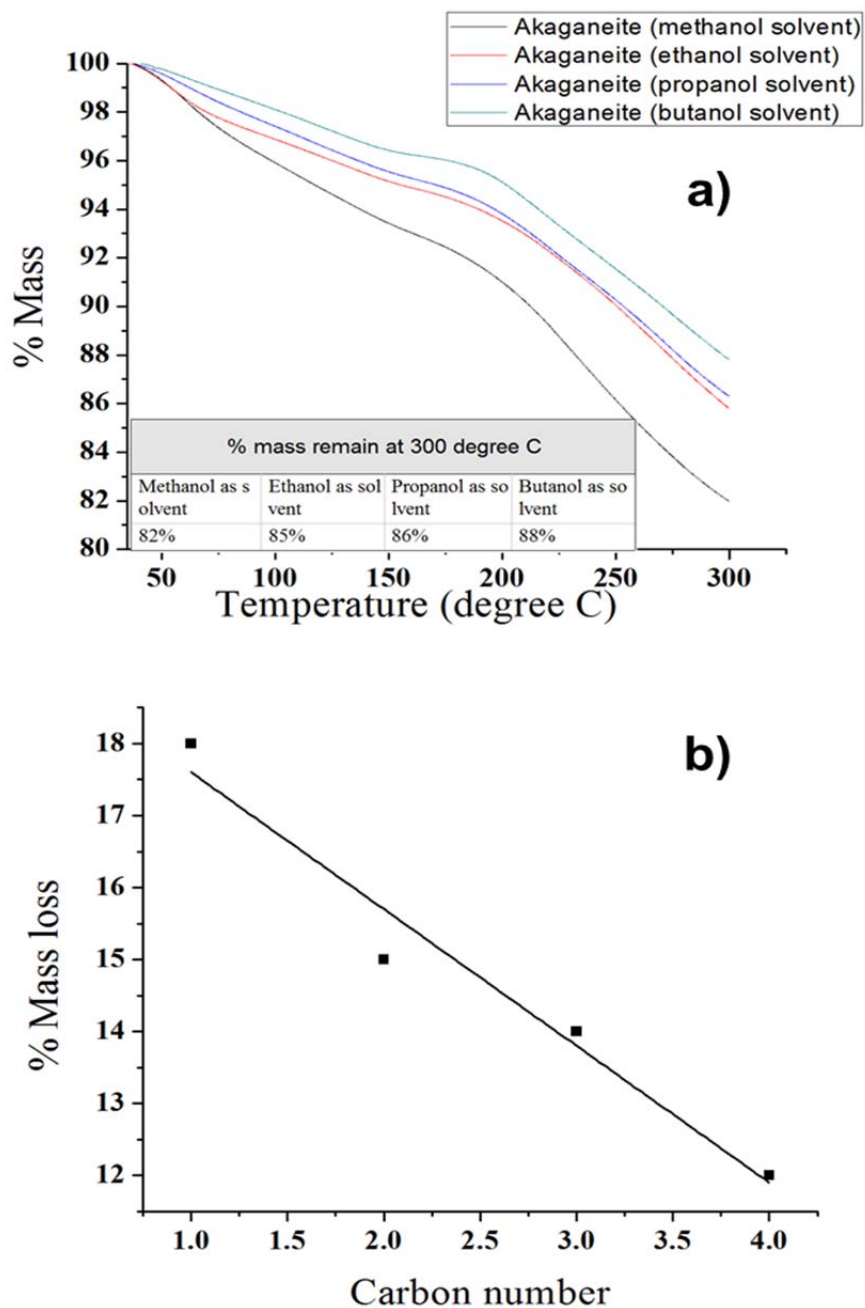 Akaganeite (methanol solvent)
Akaganeite (ethanol solvent)
Akaganeite (propanol solvent)
Akaganeite (butanol solvent)
a)
% Mass
100
98
96
94
92
90
88
86
84
82
80
% mass remain at 300 degree C
Methanol as s Ethanol as sol Propanol as so Butanol as so
olvent vent lvent lvent
82% 85% 86% 88%
50 100 150 200 250 300
Temperature (degree C)
b)
% Mass loss
18
17
16
15
14
13
12
1.0 1.5 2.0 2.5 3.0 3.5 4.0
Carbon number